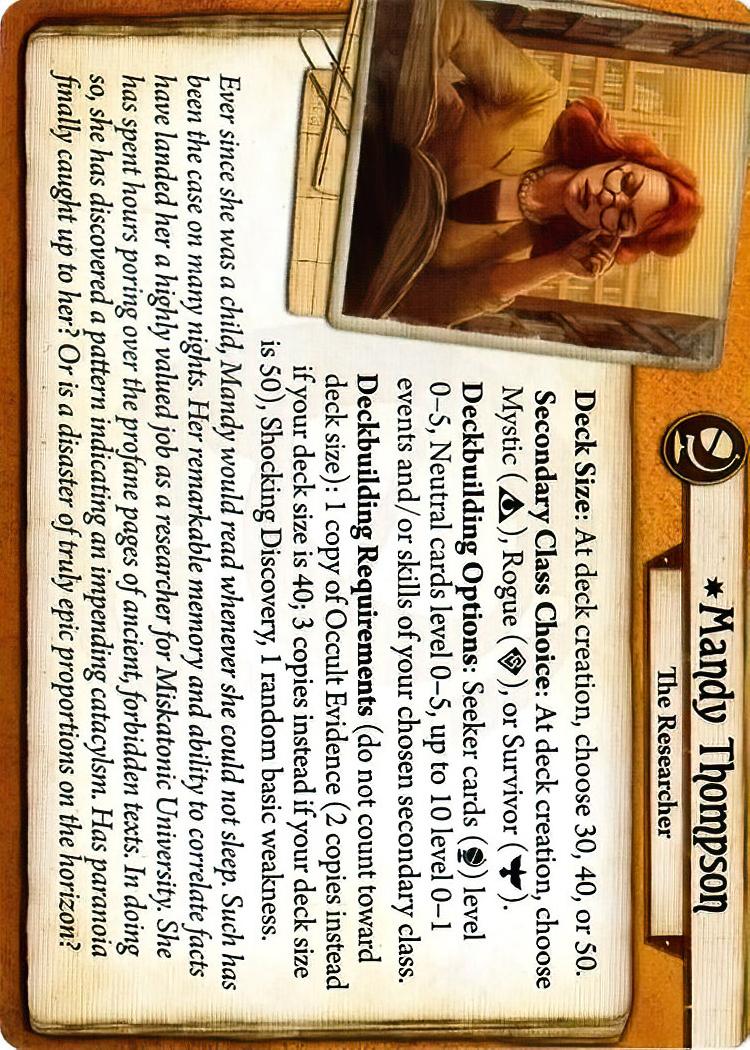 *Mandy Thompson
The Researcher
Deck Size: At deck creation, choose 30, 40, or 50.
Secondary Class Choice: At deck creation, choose
Mystic ( ), Rogue ( ), or Survivor ( ).
Deckbuilding Options: Seeker cards ( ) level
0–5, Neutral cards level 0–5, up to 10 level 0–1
events and/or skills of your chosen secondary class.
Deckbuilding Requirements (do not count toward
deck size): 1 copy of Occult Evidence (2 copies instead
if your deck size is 40; 3 copies instead if your deck size
is 50), Shocking Discovery, 1 random basic weakness.
Ever since she was a child, Mandy would read whenever she could not sleep. Such has
been the case on many nights. Her remarkable memory and ability to correlate facts
have landed her a highly valued job as a researcher for Miskatonic University. She
has spent hours poring over the profane pages of ancient, forbidden texts. In doing
so, she has discovered a pattern indicating an impending cataclysm. Has paranoia
finally caught up to her? Or is a disaster of truly epic proportions on the horizon?